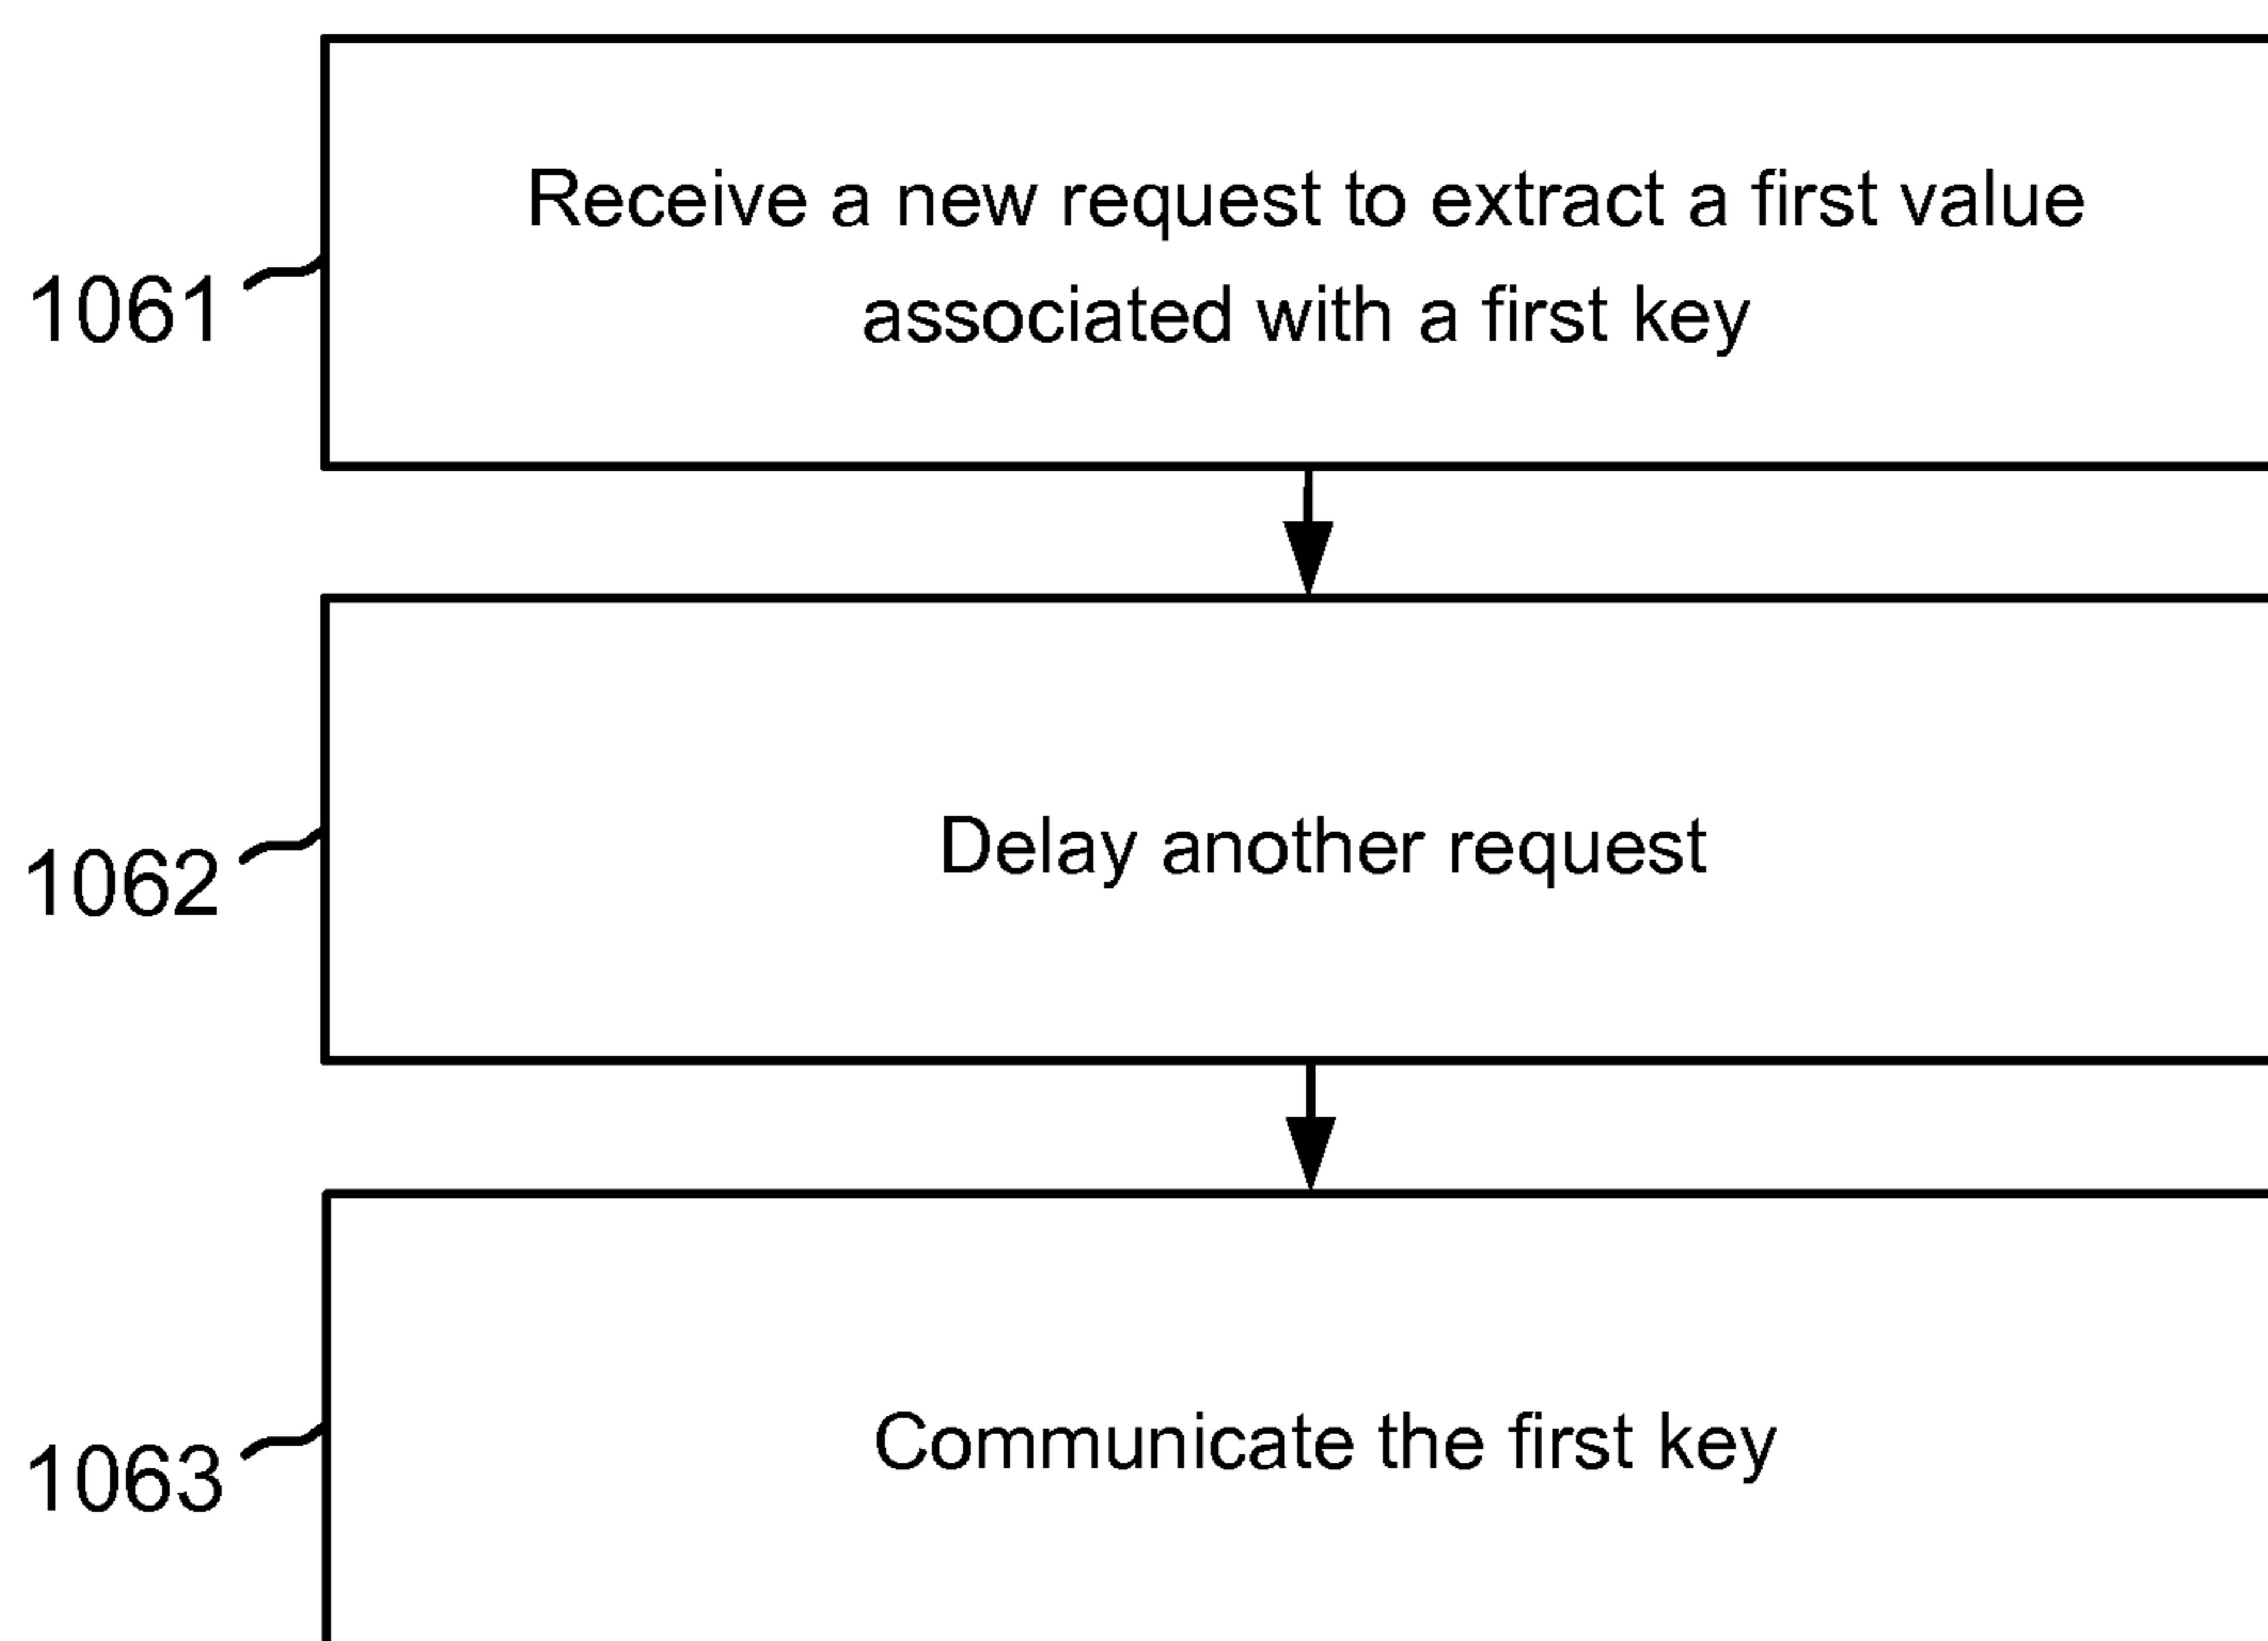 Receive a new request to extract a first value
associated with a first key
1061
Delay another request
1062
Communicate the first key
1063